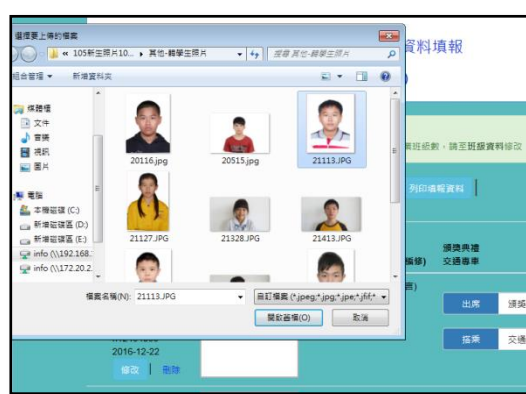 選擇要上傳的檔案
« 105新生照片10... ▸ 其他-轉學生照片
搜尋 其他-轉學生照片
資料填報
組合管理 ▾ 新增資料夾
媒體櫃
文件
音樂
視訊
圖片
電腦
本機磁碟 (C:)
新增磁碟區 (D:)
新增磁碟區 (E:)
info (\\192.168.
info (\\172.20.2.
20116.jpg
20515.jpg
21113.JPG
21127.JPG
21328.JPG
21413.JPG
班級數，請至班級資料修改
列印填報資料
頒獎典禮
交通專車
檔案名稱(N): 21113.JPG
自訂檔案 (*.jpeg;*.jpg;*.jpe;*.jfif;*
開啟舊檔(O)
取消
出席
頒獎
搭乘
交通
2016-12-22
修改
刪除